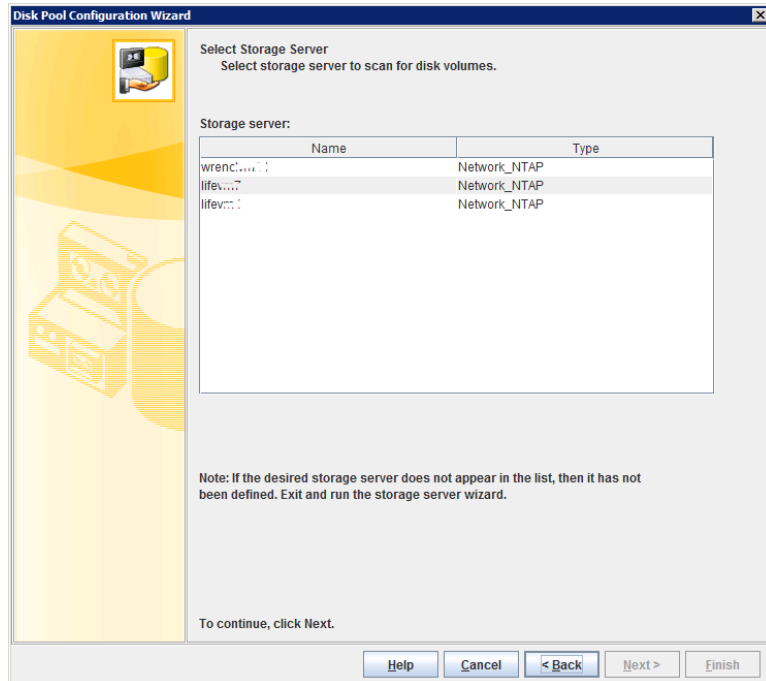 Disk Pool Configuration Wizard
Select Storage Server
Select storage server to scan for disk volumes.
Storage server:
Name Type
Network_NTAP
Network_NTAP
Network_NTAP
Note: If the desired storage server does not appear in the list, then it has not
been defined. Exit and run the storage server wizard.
To continue, click Next.
Help Cancel < Back Next > Finish